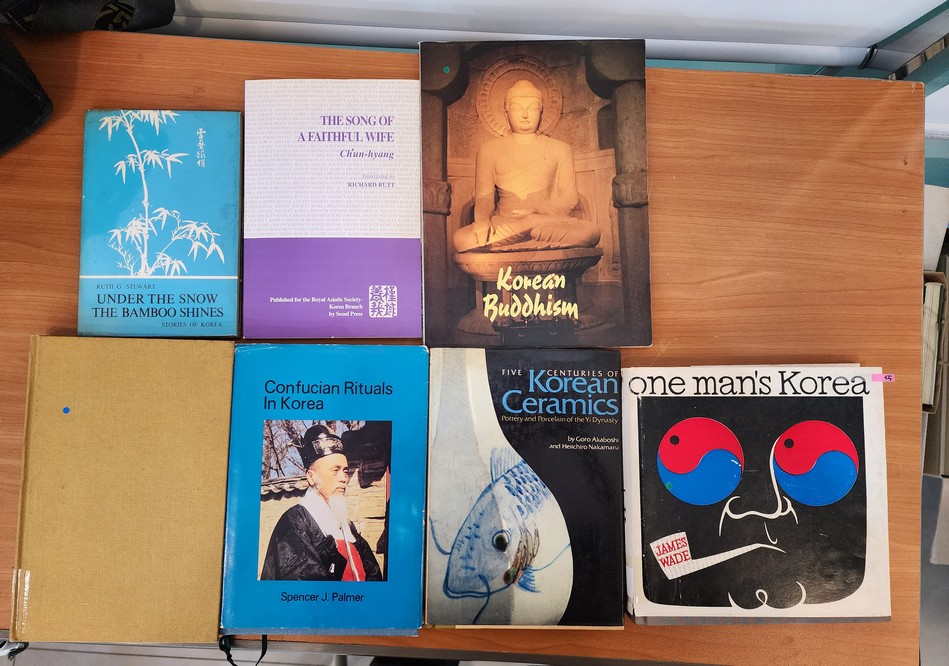 RUTH G. STEWART
UNDER THE SNOW
THE BAMBOO SHINES
STORIES OF KOREA
THE SONG OF
A FAITHFUL WIFE
Ch'un-hyang
Translated by
RICHARD RUTT
Published for the Royal Asiatic Society-
Korea Branch
by Seoul Press
Korean
Buddhism
Confucian Rituals
In Korea
Spencer J. Palmer
FIVE CENTURIES OF
Korean
Ceramics
Pottery and Porcelain of the Yi Dynasty
by Goro Akaboshi
and Heiichiro Nakamaru
one man's Korea
JAMES
WADE